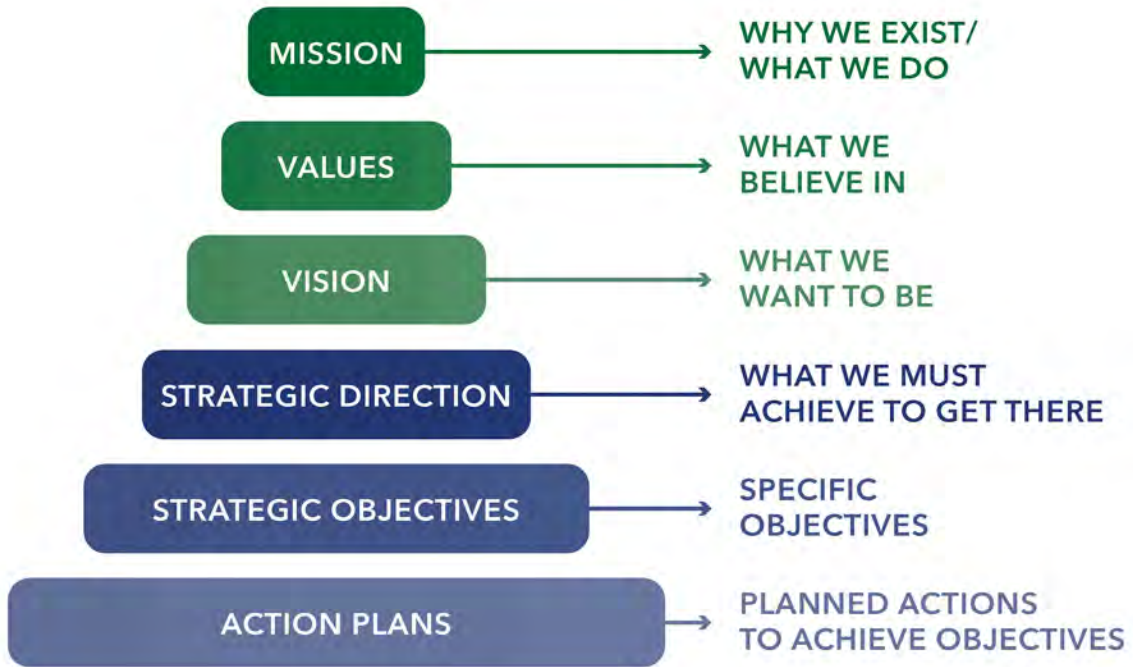 MISSION
WHY WE EXIST/
WHAT WE DO
VALUES
WHAT WE
BELIEVE IN
VISION
WHAT WE
WANT TO BE
STRATEGIC DIRECTION
WHAT WE MUST
ACHIEVE TO GET THERE
STRATEGIC OBJECTIVES
SPECIFIC
OBJECTIVES
ACTION PLANS
PLANNED ACTIONS
TO ACHIEVE OBJECTIVES